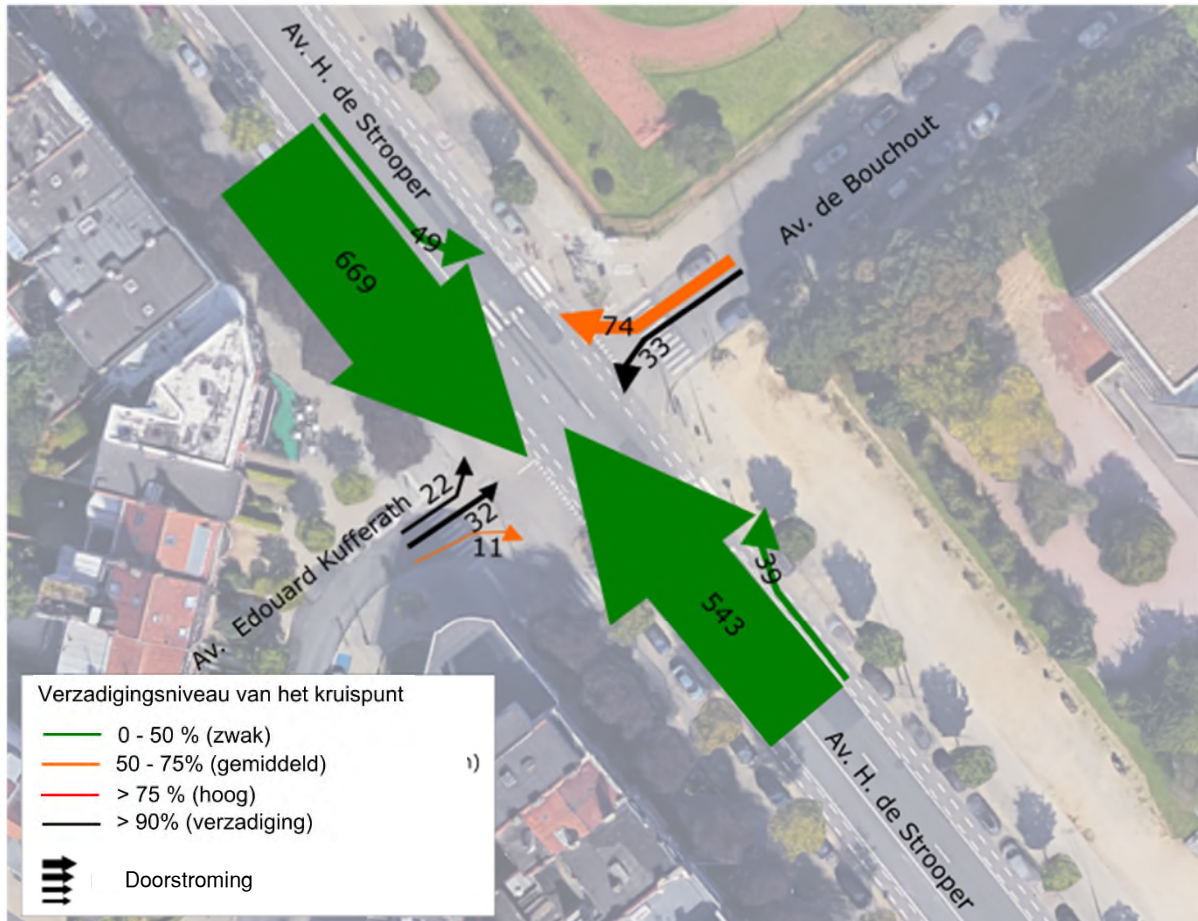 Av. H. de Strooper
Av. de Bouchout
49
669
74
33
22
32
11
Av. Edouard Kufferath
39
543
Av. H. de Strooper
Verzadigingsniveau van het kruispunt
0 - 50 % (zwak)
50 - 75% (gemiddeld)
)
> 75 % (hoog)
> 90% (verzadiging)
Doorstroming